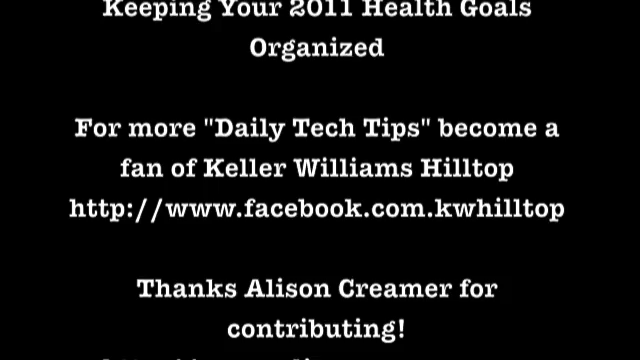 Keeping Your 2011 Health Goals
Organized
For more "Daily Tech Tips" become a
fan of Keller Williams Hilltop
http://www.facebook.com.kwhilltop
Thanks Alison Creamer for
contributing!